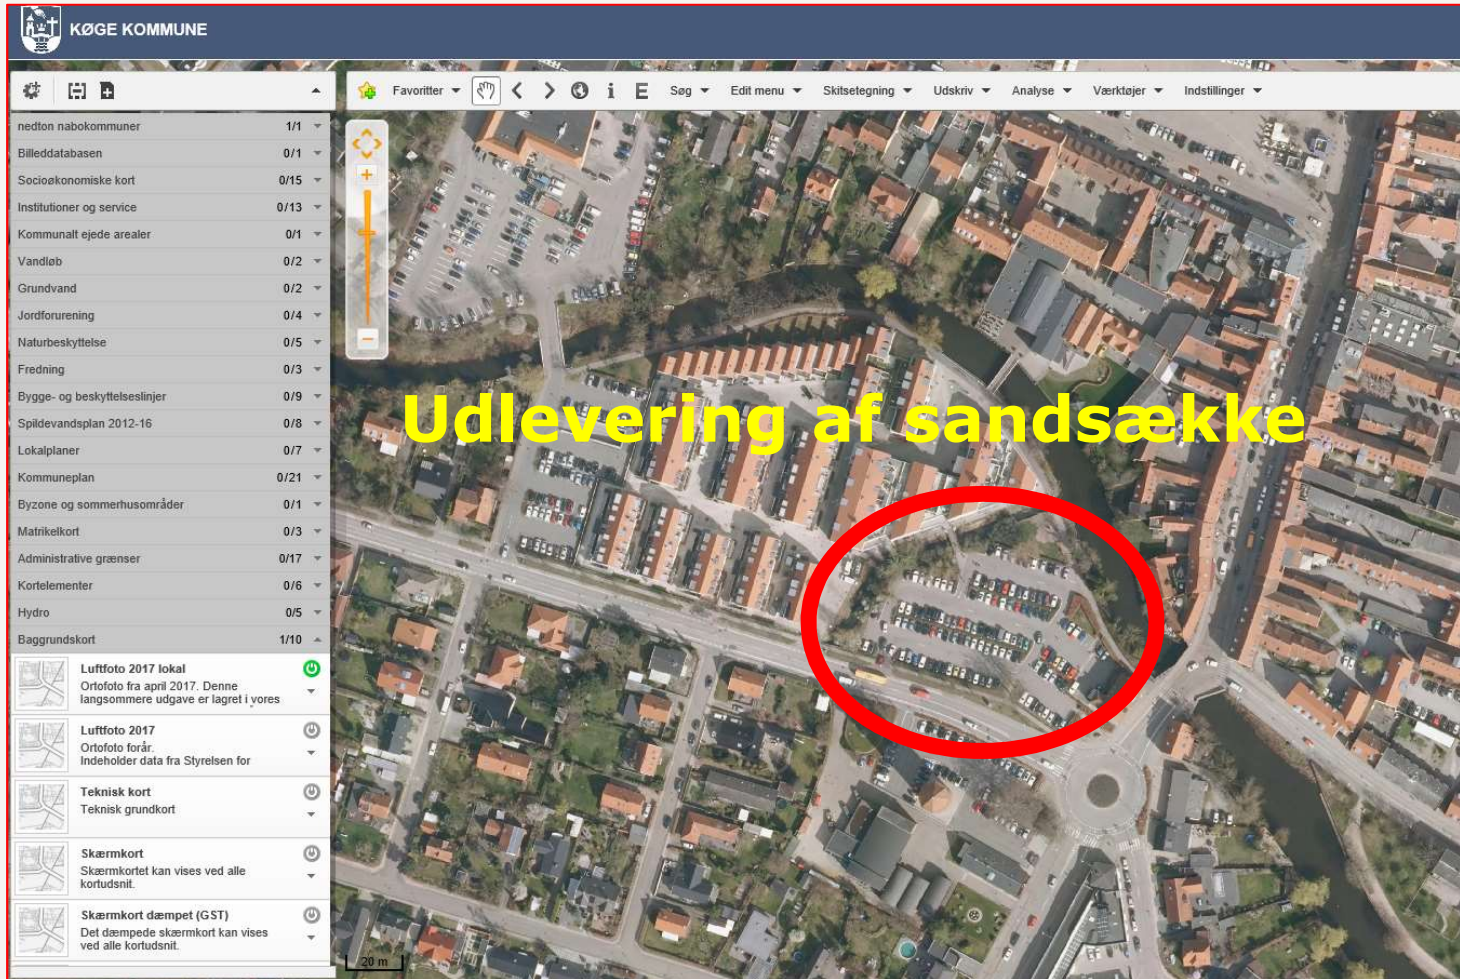 KØGE KOMMUNE
Favoritter
i
E
Søg
Edit menu
Skitsetegning
Udskriv
Analyse
Værktøjer
Indstillinger
nedton nabokommuner 1/1
Billeddatabasen 0/1
Socioøkonomiske kort 0/15
Institutioner og service 0/13
Kommunalt ejede arealer 0/1
Vandløb 0/2
Grundvand 0/2
Jordforurening 0/4
Naturbeskyttelse 0/5
Fredning 0/3
Bygge- og beskyttelseslinjer 0/9
Spildevandsplan 2012-16 0/8
Lokalplaner 0/7
Kommuneplan 0/21
Byzone og sommerhusområder 0/1
Matrikelkort 0/3
Administrative grænser 0/17
Kortelementer 0/6
Hydro 0/5
Baggrundskort 1/10
Luftfoto 2017 lokal
Ortofoto fra april 2017. Denne
langsommere udgave er lagret i vores
Luftfoto 2017
Ortofoto forår.
Indeholder data fra Styrelsen for
Teknisk kort
Teknisk grundkort
Skærmkort
Skærmkortet kan vises ved alle
kortudsnit.
Skærmkort dæmpet (GST)
Det dæmpede skærmkort kan vises
ved alle kortudsnit.
Udlevering af sandsække
20 m